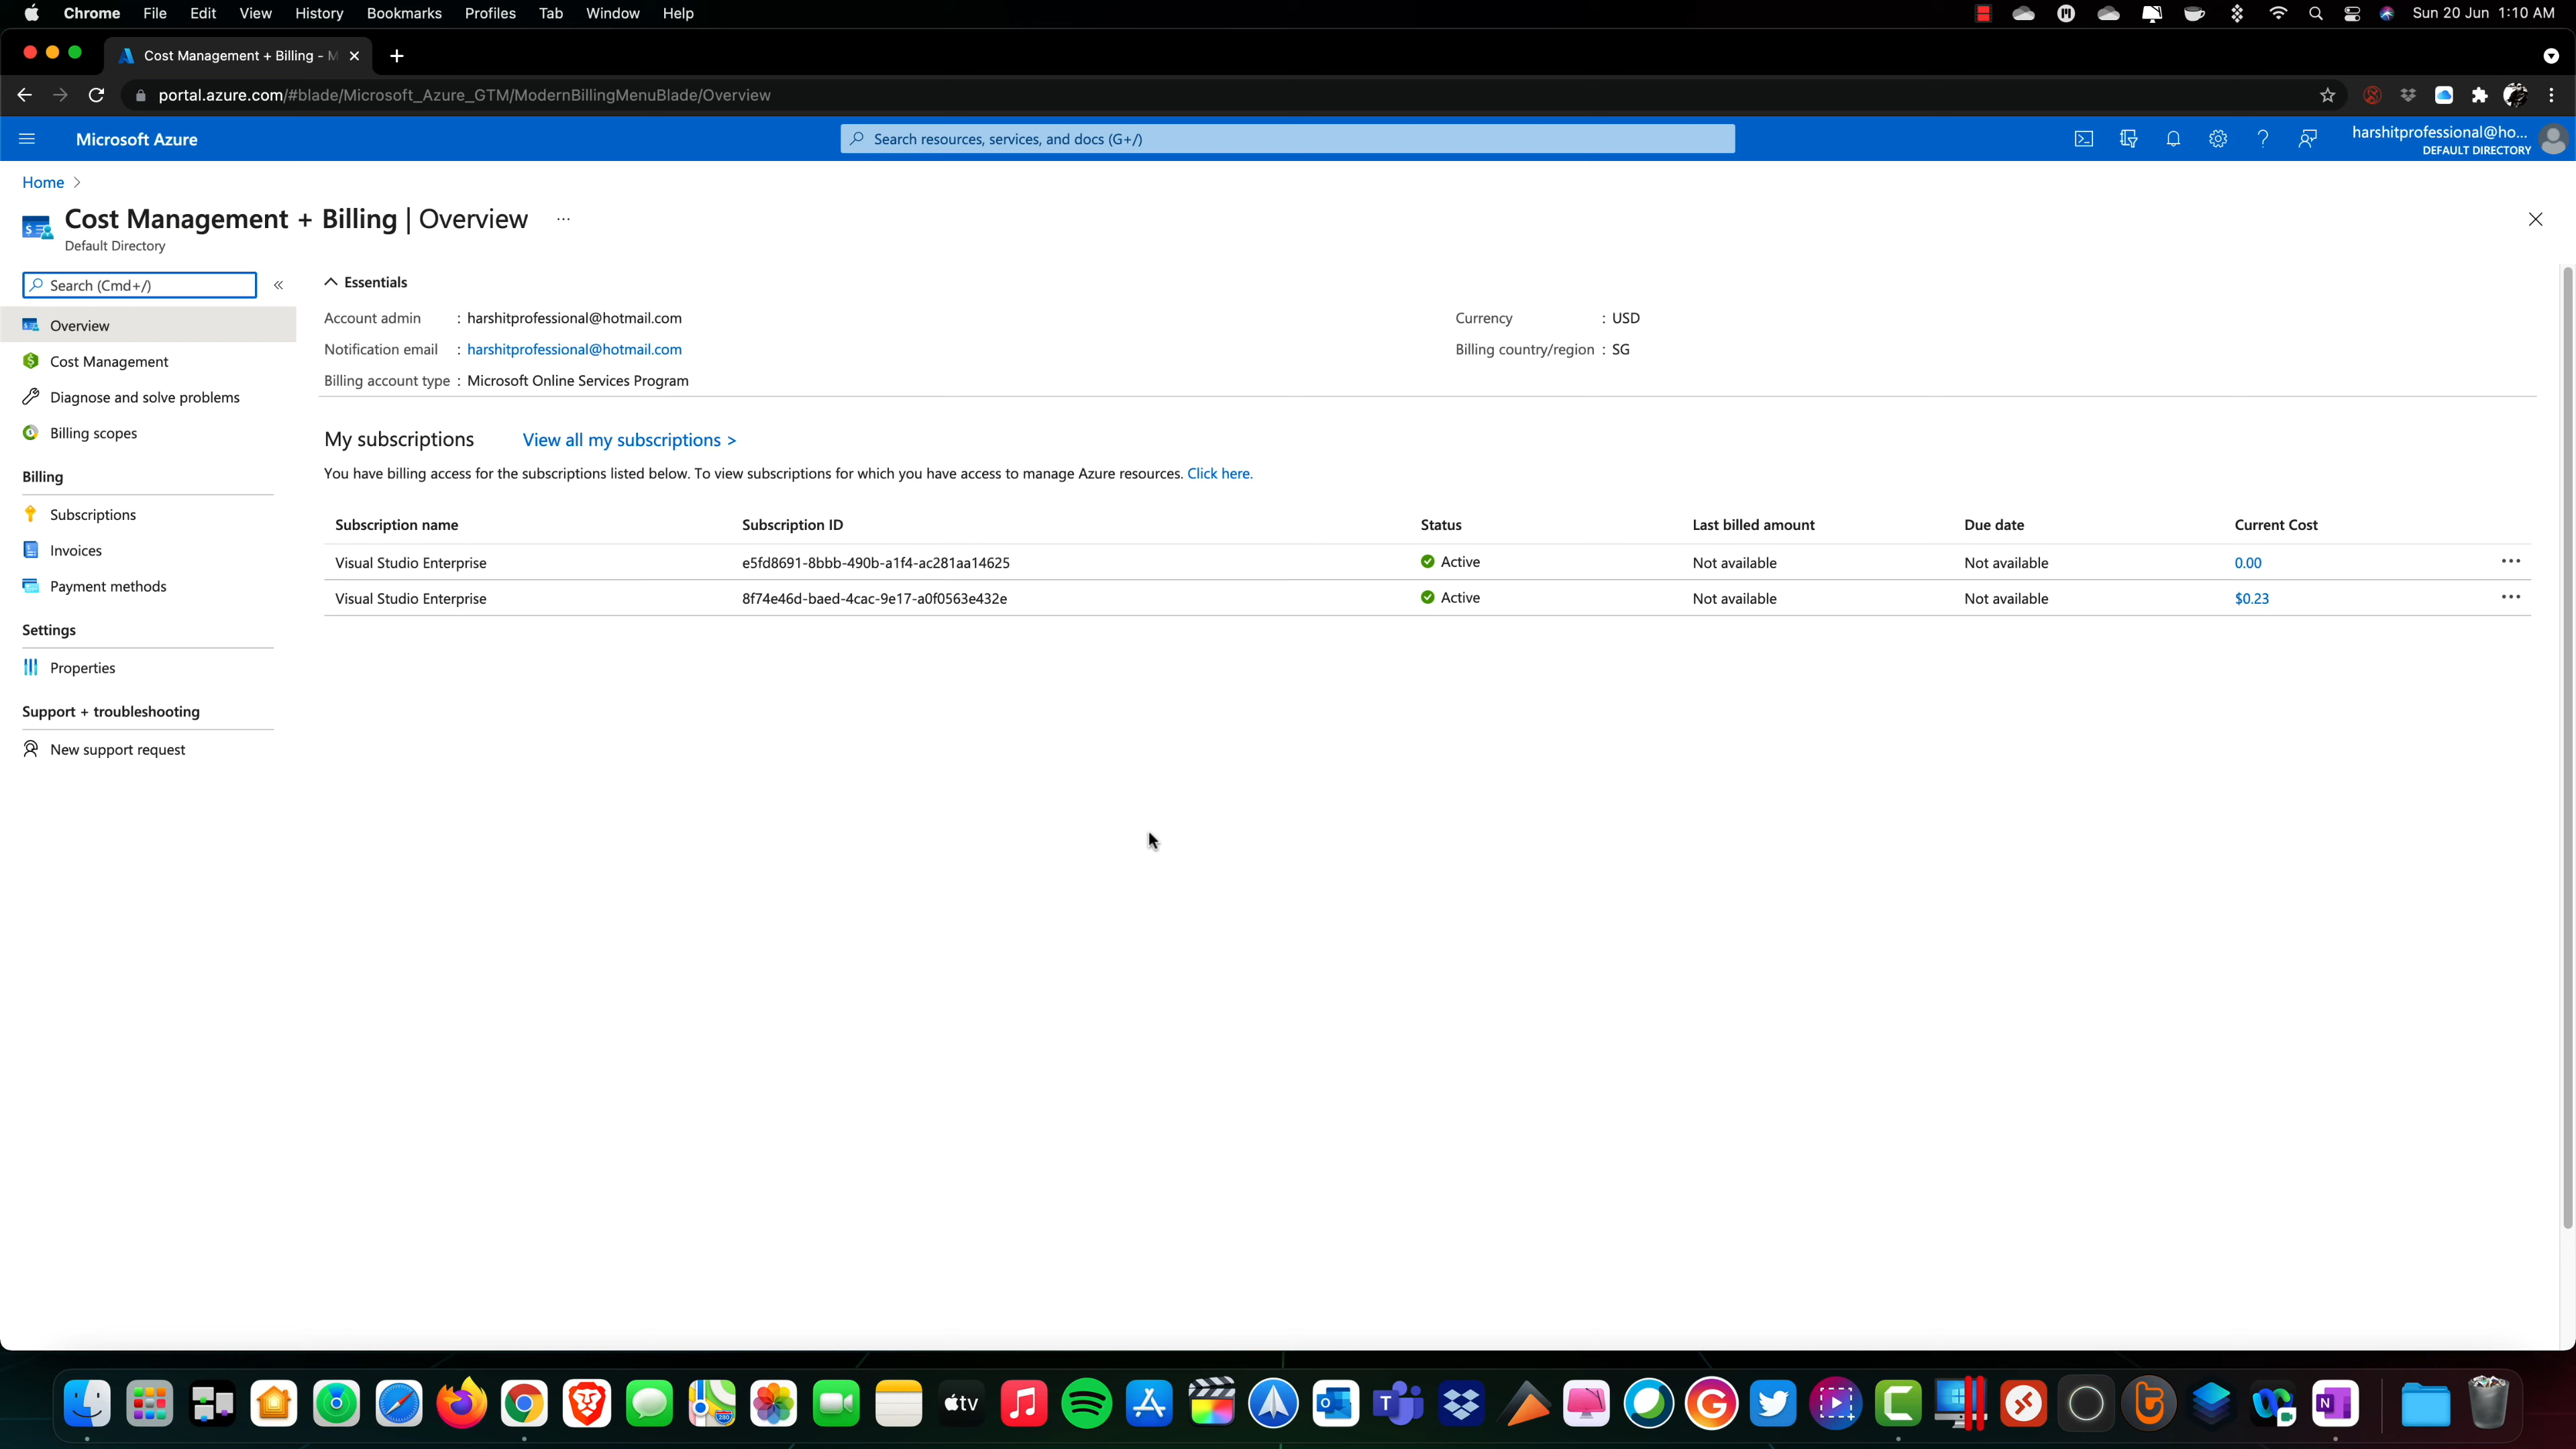 Chrome File Edit View History Bookmarks Profiles Tab Window Help Sun 20 Jun 1:10 AM
Cost Management + Billing - M
portal.azure.com/#blade/Microsoft_Azure_GTM/ModernBillingMenuBlade/Overview
Microsoft Azure
Search resources, services, and docs (G+/)
harshitprofessional@ho...
DEFAULT DIRECTORY
Home
Cost Management + Billing | Overview ...
Default Directory
Search (Cmd+/)
«
Overview
Cost Management
Diagnose and solve problems
Billing scopes
Billing
Subscriptions
Invoices
Payment methods
Settings
Properties
Support + troubleshooting
New support request
Essentials
Account admin : harshitprofessional@hotmail.com
Notification email : harshitprofessional@hotmail.com
Billing account type : Microsoft Online Services Program
Currency : USD
Billing country/region : SG
My subscriptions View all my subscriptions >
You have billing access for the subscriptions listed below. To view subscriptions for which you have access to manage Azure resources. Click here.
Subscription name Subscription ID Status Last billed amount Due date Current Cost
Visual Studio Enterprise e5fd8691-8bbb-490b-a1f4-ac281aa14625 Active Not available Not available 0.00 ...
Visual Studio Enterprise 8f74e46d-baed-4cac-9e17-a0f0563e432e Active Not available Not available $0.23 ...
tv